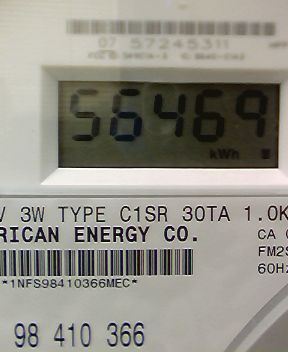 07 57245311
56469
kWh
V 3W TYPE C1SR 30TA 1.0K
RICAN ENERGY CO.
CA
FM2S
60Hz
*1NFS98410366MEC*
98 410 366